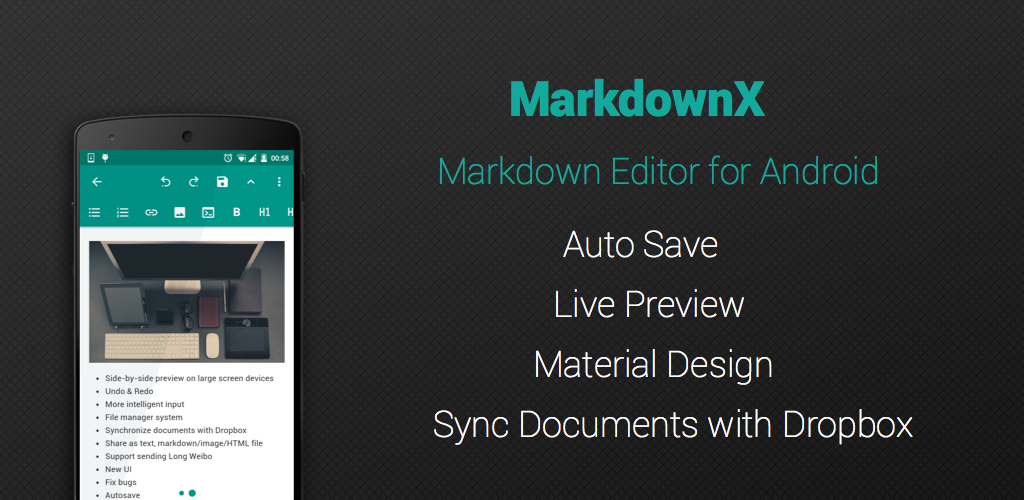 MarkdownX
Markdown Editor for Android
Auto Save
Live Preview
Material Design
Sync Documents with Dropbox
00:58
B H1 H
• Side-by-side preview on large screen devices
• Undo & Redo
• More intelligent input
• File manager system
• Synchronize documents with Dropbox
• Share as text, markdown/image/HTML file
• Support sending Long Weibo
• New UI
• Fix bugs
• Autosave